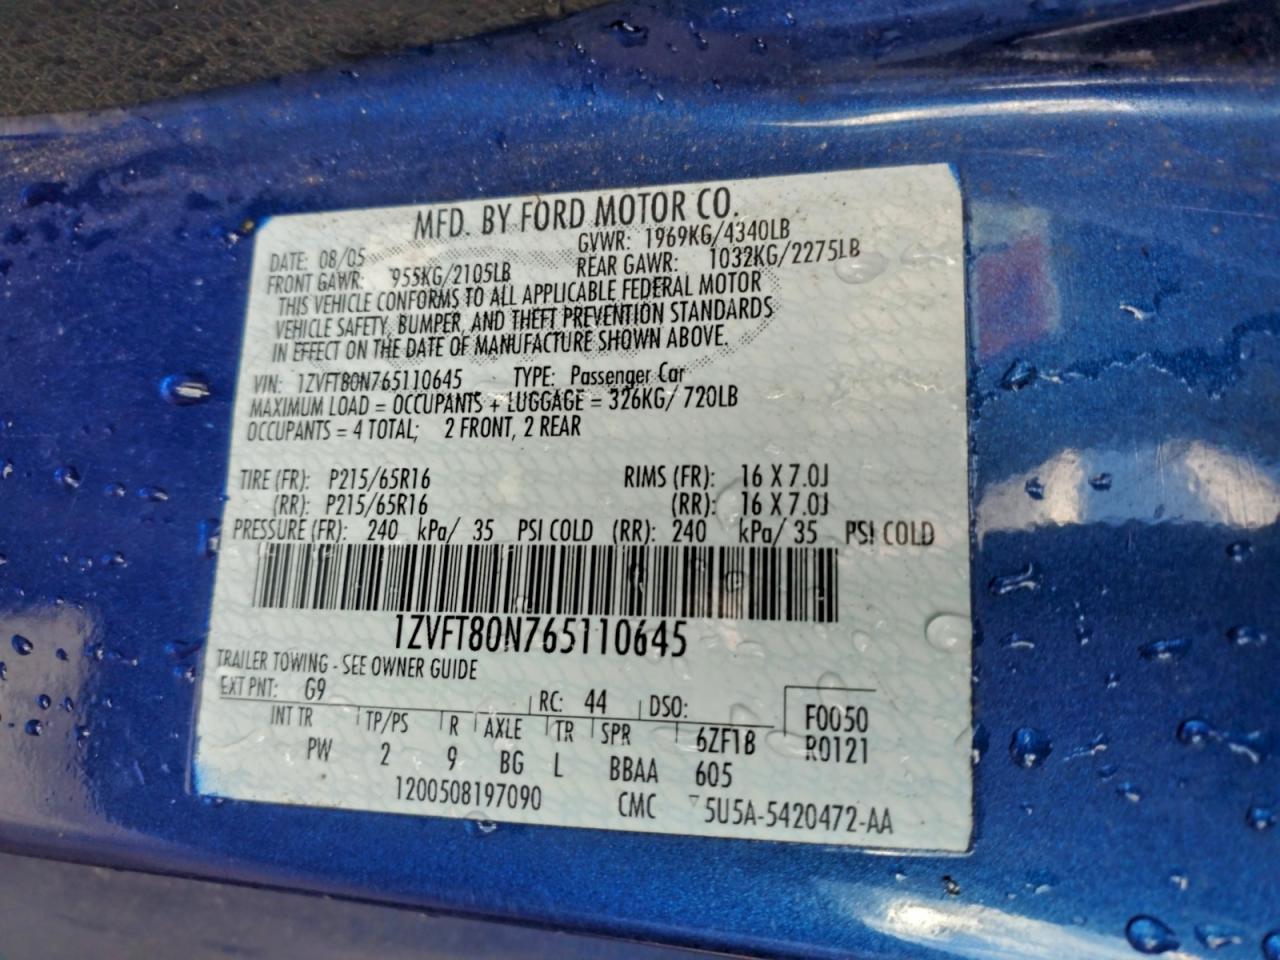 MFD. BY FORD MOTOR CO.
DATE: 08/05 GVWR: 1969KG/4340LB
FRONT GAWR: 955KG/2105LB REAR GAWR: 1032KG/2275LB
THIS VEHICLE CONFORMS TO ALL APPLICABLE FEDERAL MOTOR
VEHICLE SAFETY, BUMPER, AND THEFT PREVENTION STANDARDS
IN EFFECT ON THE DATE OF MANUFACTURE SHOWN ABOVE.
VIN: 1ZVFT80N765110645 TYPE: Passenger Car
MAXIMUM LOAD = OCCUPANTS + LUGGAGE = 326KG/ 720LB
OCCUPANTS = 4 TOTAL; 2 FRONT, 2 REAR
TIRE (FR): P215/65R16 RIMS (FR): 16 X 7.0J
(RR): P215/65R16 (RR): 16 X 7.0J
PRESSURE (FR): 240 kPa/ 35 PSI COLD (RR): 240 kPa/ 35 PSI COLD
1ZVFT80N765110645
TRAILER TOWING - SEE OWNER GUIDE
EXT PNT: G9 RC: 44 DSO: F0050
INT TR TP/PS R AXLE TR SPR 6ZF1B R0121
PW 2 9 BG L BBAA 605
1200508197090 CMC 5U5A-5420472-AA